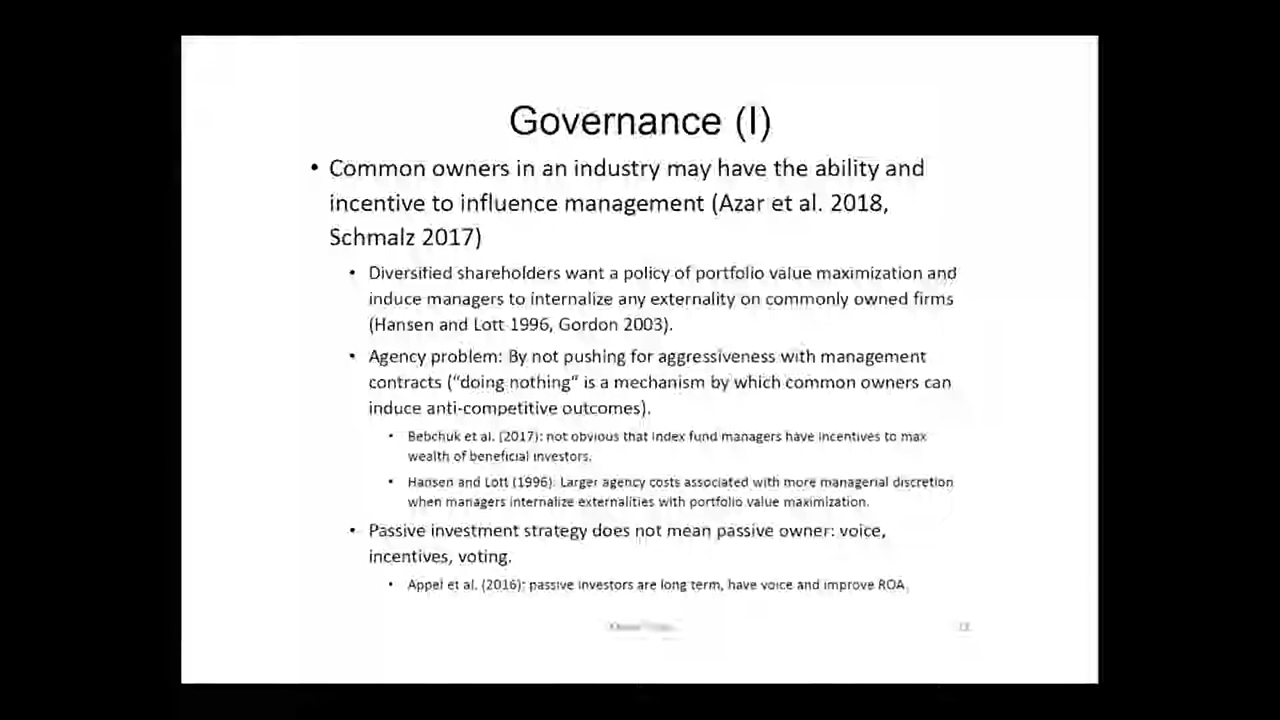 Governance (I)
• Common owners in an industry may have the ability and
incentive to influence management (Azar et al. 2018,
Schmalz 2017)
• Diversified shareholders want a policy of portfolio value maximization and
induce managers to internalize any externality on commonly owned firms
(Hansen and Lott 1996, Gordon 2003).
• Agency problem: By not pushing for aggressiveness with management
contracts ("doing nothing" is a mechanism by which common owners can
induce anti-competitive outcomes).
• Bebchuk et al. (2017): not obvious that index fund managers have incentives to max
wealth of beneficial investors.
• Hansen and Lott (1996): Larger agency costs associated with more managerial discretion
when managers internalize externalities with portfolio value maximization.
• Passive investment strategy does not mean passive owner: voice,
incentives, voting.
• Appel et al. (2016): passive investors are long term, have voice and improve ROA.